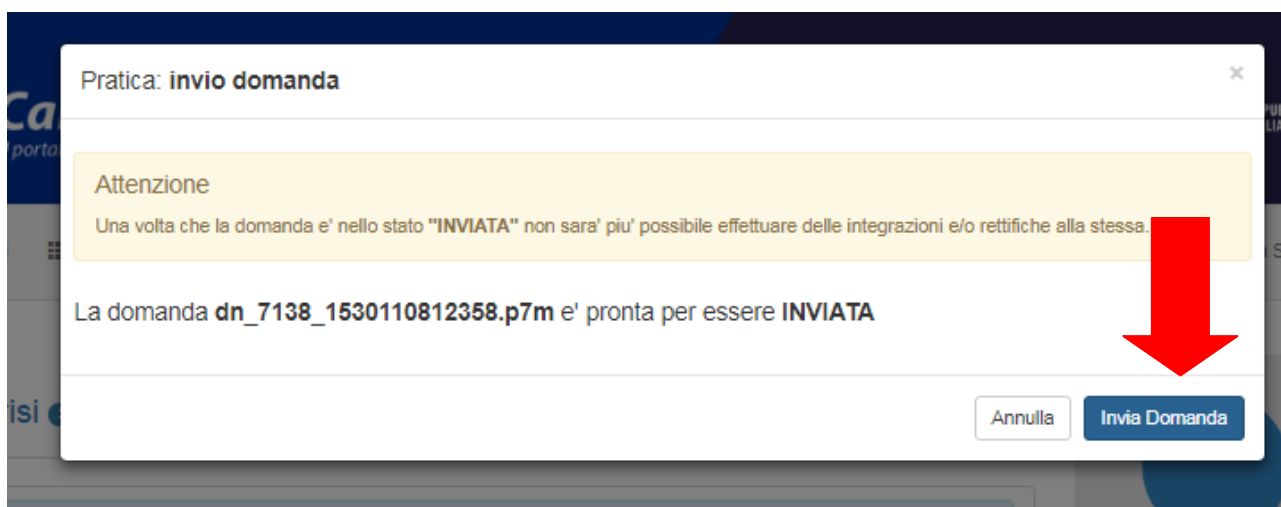 Pratica: invio domanda
×
Attenzione
Una volta che la domanda e' nello stato "INVIATA" non sara' piu' possibile effettuare delle integrazioni e/o rettifiche alla stessa.
La domanda dn_7138_1530110812358.p7m e' pronta per essere INVIATA
Annulla
Invia Domanda